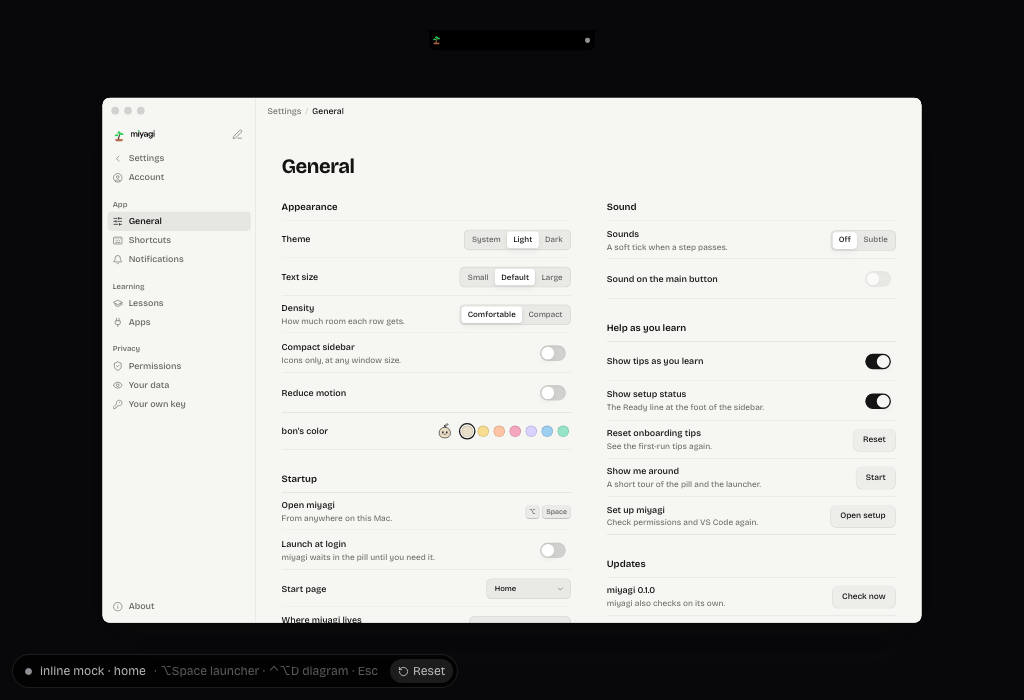 miyagi
Settings
Account
App
General
Shortcuts
Notifications
Learning
Lessons
Apps
Privacy
Permissions
Your data
Your own key
About
Settings / General
General
Appearance
Theme
System Light Dark
Text size
Small Default Large
Density
How much room each row gets.
Comfortable Compact
Compact sidebar
Icons only, at any window size.
Reduce motion
bon's color
Startup
Open miyagi
From anywhere on this Mac.
⌥ Space
Launch at login
miyagi waits in the pill until you need it.
Start page
Home
Where miyagi lives
Sound
Sounds
A soft tick when a step passes.
Off Subtle
Sound on the main button
Help as you learn
Show tips as you learn
Show setup status
The Ready line at the foot of the sidebar.
Reset onboarding tips
See the first-run tips again.
Reset
Show me around
A short tour of the pill and the launcher.
Start
Set up miyagi
Check permissions and VS Code again.
Open setup
Updates
miyagi 0.1.0
miyagi also checks on its own.
Check now
inline mock · home · ⌥Space launcher · ^⌥D diagram · Esc Reset